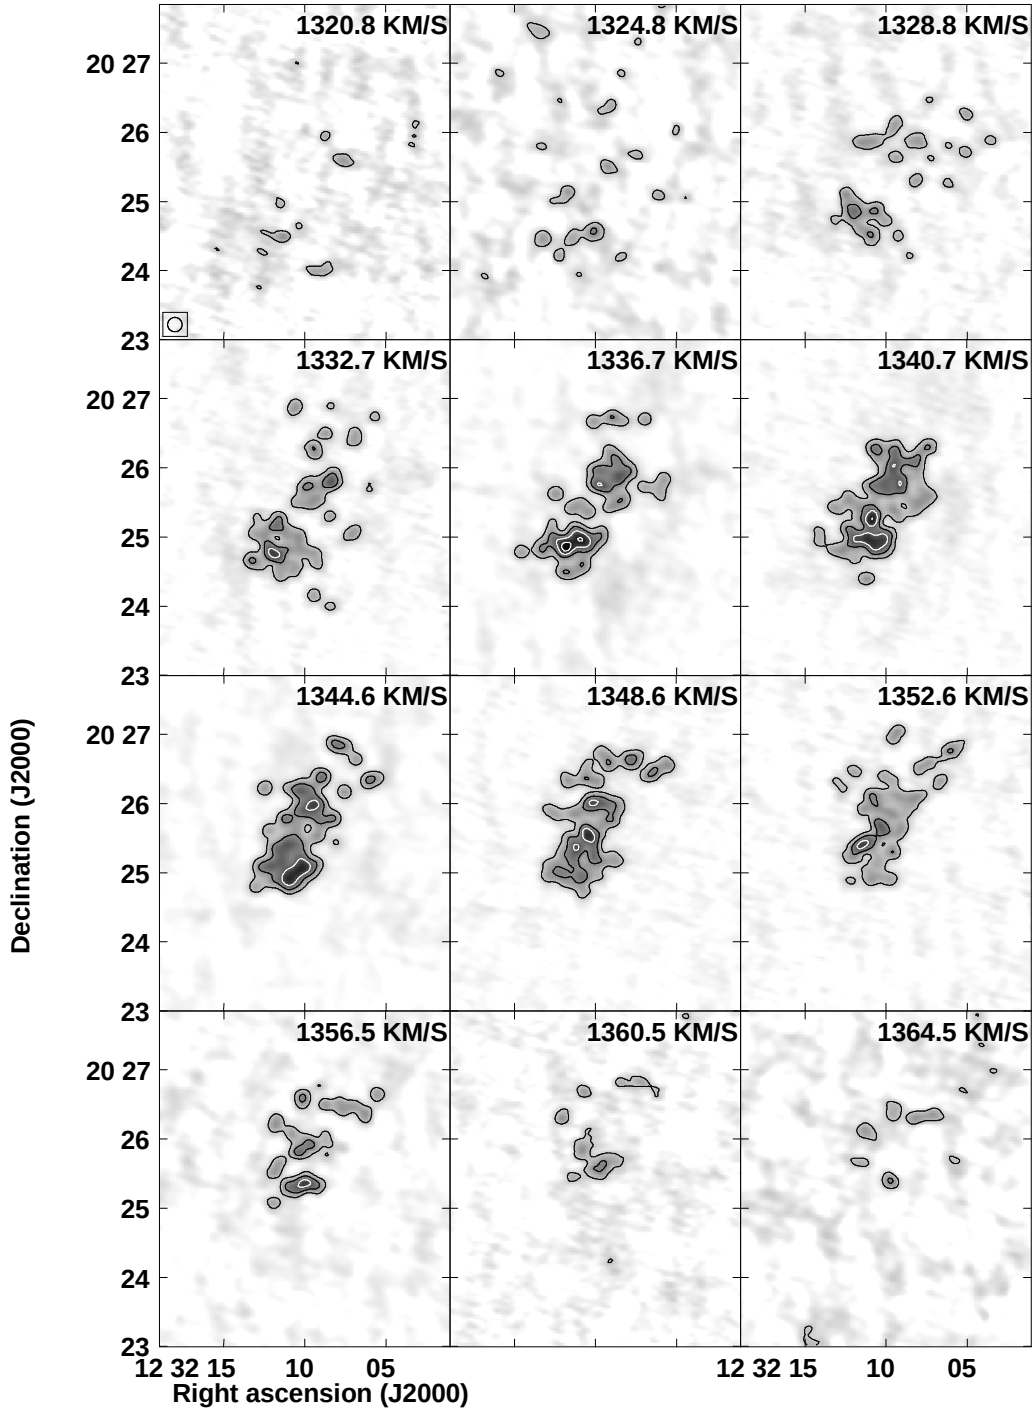 1320.8 KM/S
1324.8 KM/S
1328.8 KM/S
20 27
26
25
24
23
1332.7 KM/S
1336.7 KM/S
1340.7 KM/S
20 27
26
25
24
23
1344.6 KM/S
1348.6 KM/S
1352.6 KM/S
20 27
26
25
24
23
Declination (J2000)
1356.5 KM/S
1360.5 KM/S
1364.5 KM/S
20 27
26
25
24
23
12 32 15
10
05
12 32 15
10
05
Right ascension (J2000)